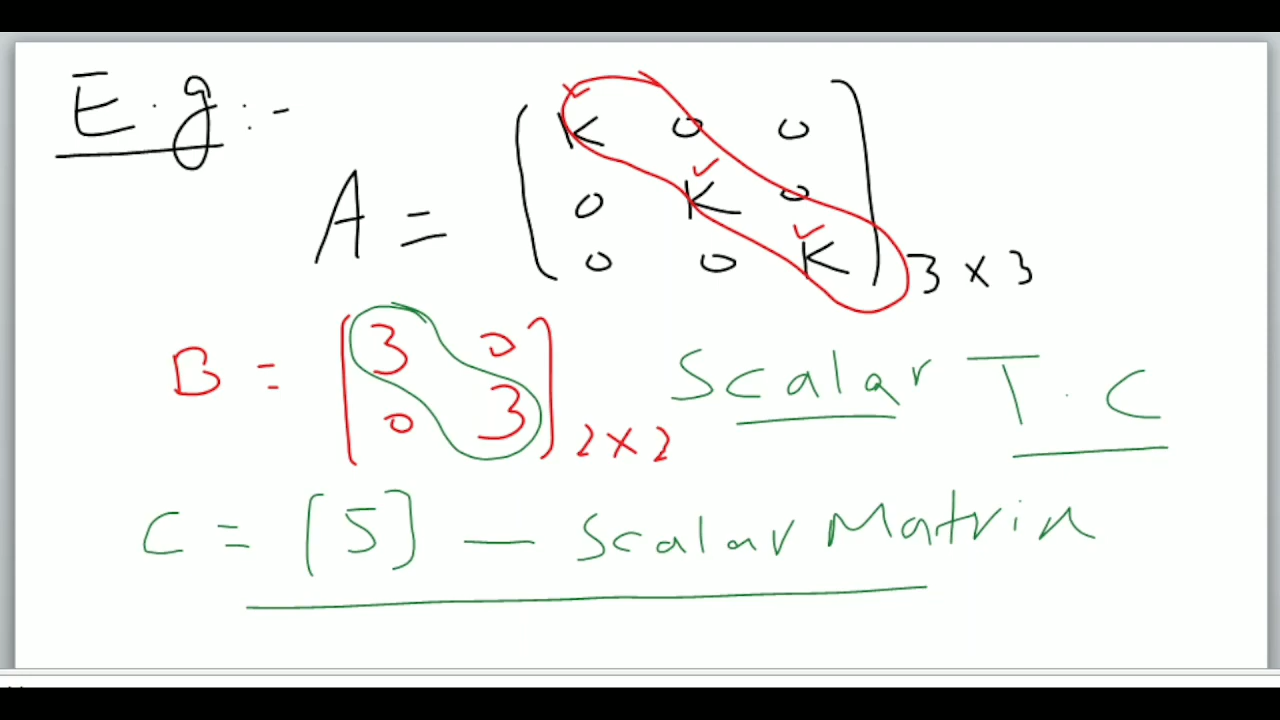 E.g:-
K 0 0
A = 0 K 0
0 0 K 3 x 3
3 0
B = 0 3 2 x 2 Scalar T.C
C = [5] — Scalar Matrix